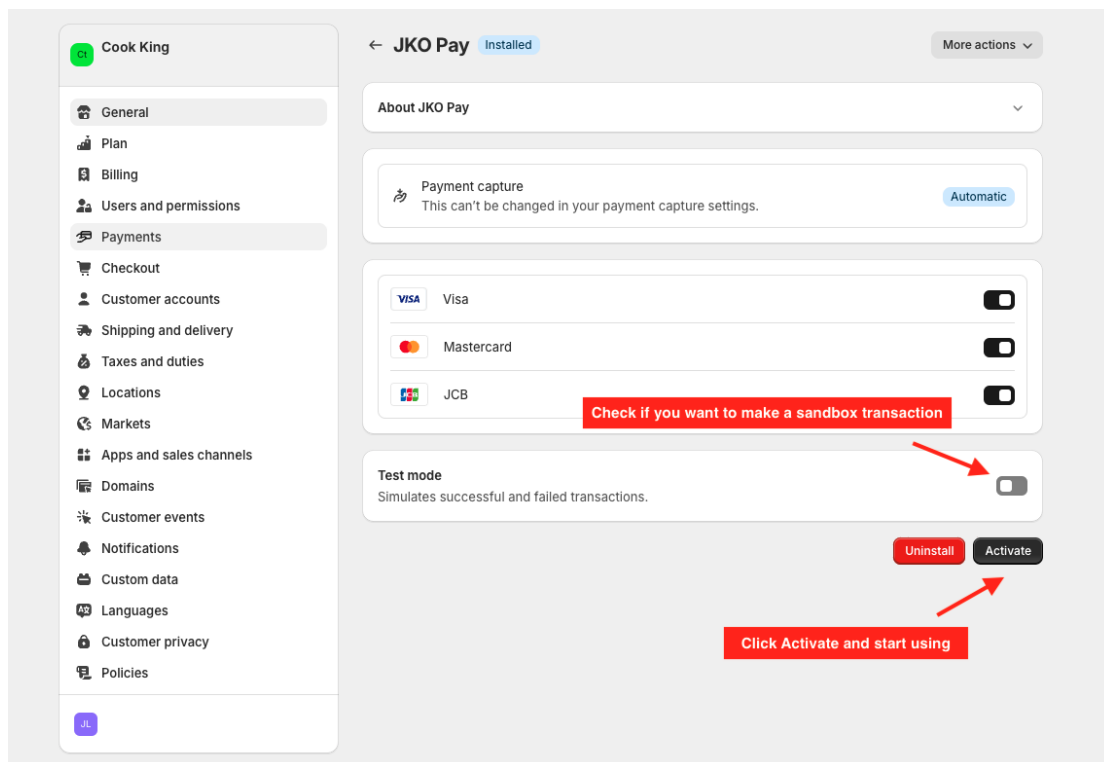 Ct
Cook King
General
Plan
Billing
Users and permissions
Payments
Checkout
Customer accounts
Shipping and delivery
Taxes and duties
Locations
Markets
Apps and sales channels
Domains
Customer events
Notifications
Custom data
Languages
Customer privacy
Policies
JL
JKO Pay
Installed
More actions
About JKO Pay
Payment capture
This can’t be changed in your payment capture settings.
Automatic
VISA
Visa
Mastercard
JCB
JCB
Check if you want to make a sandbox transaction
Test mode
Simulates successful and failed transactions.
Uninstall
Activate
Click Activate and start using